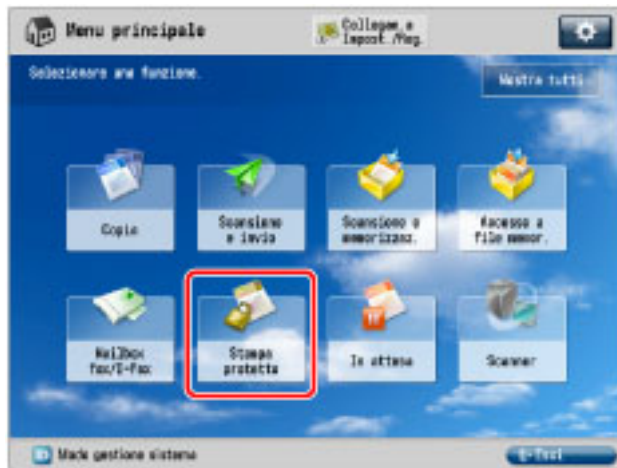 Menu principale
Collegam. a
Impost./Reg.
Selezionare una funzione.
Mostra tutti
Copia
Scansione
e invio
Scansione e
memorizzaz.
Accesso a
file memor.
Mailbox
fax/I-Fax
Stampa
protetta
In attesa
Scanner
Modo gestione sistema